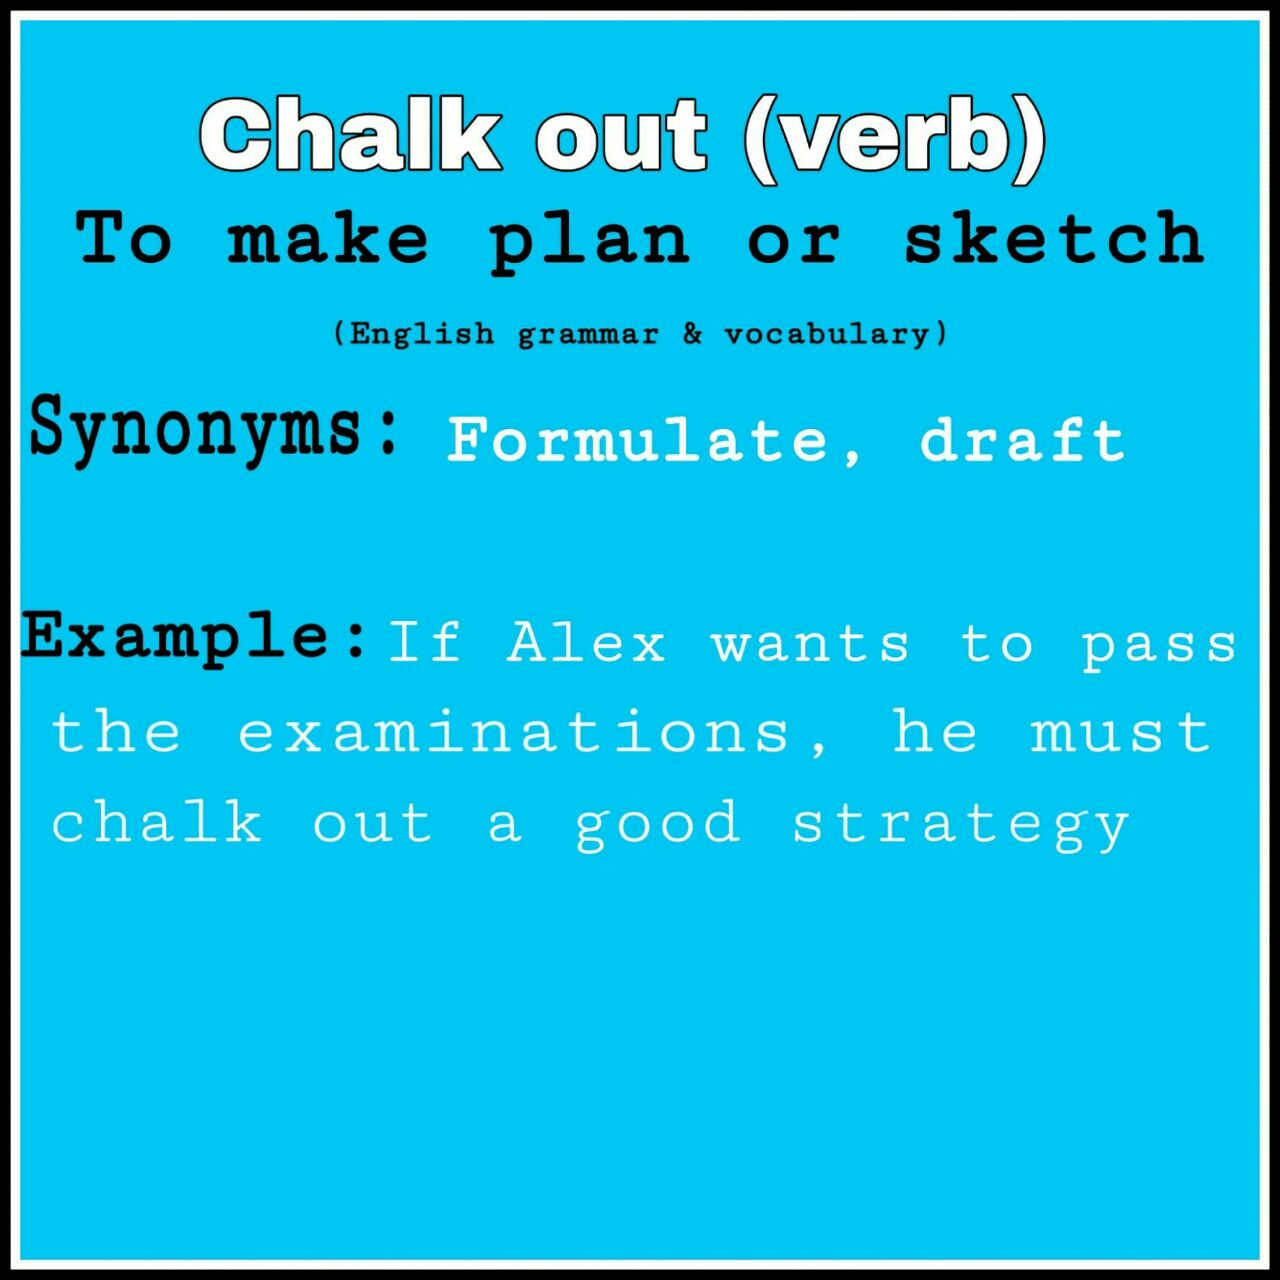 Chalk out (verb)
To make plan or sketch
(English grammar & vocabulary)
Synonyms: Formulate, draft
Example: If Alex wants to pass
the examinations, he must
chalk out a good strategy